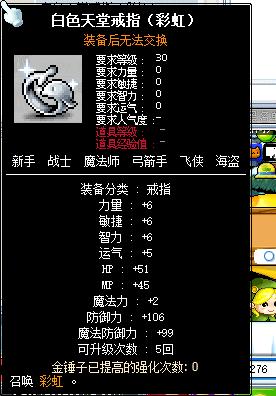 白色天堂戒指（彩虹）
装备后无法交换
要求等级： 30
要求力量： 0
要求敏捷： 0
要求智力： 0
要求运气： 0
要求人气度：-
道具等级： -
道具经验值： -
新手 战士 魔法师 弓箭手 飞侠 海盗
装备分类 : 戒指
力量 : +6
敏捷 : +6
智力 : +6
运气 : +5
HP : +51
MP : +45
魔法力 : +2
防御力 : +106
魔法防御力 : +99
可升级次数 : 5回
金锤子已提高的强化次数: 0
召唤 彩虹 。
276